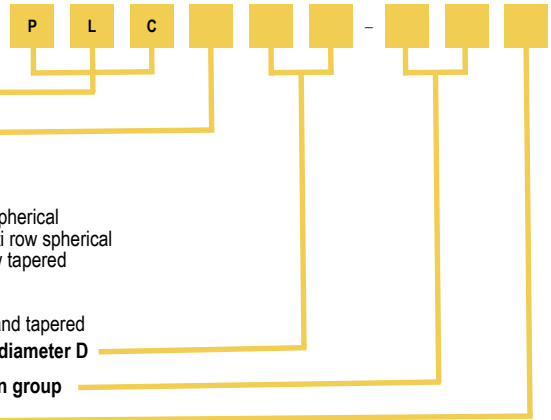 P L C –
pherical
i row spherical
tapered
and tapered
diameter D
group